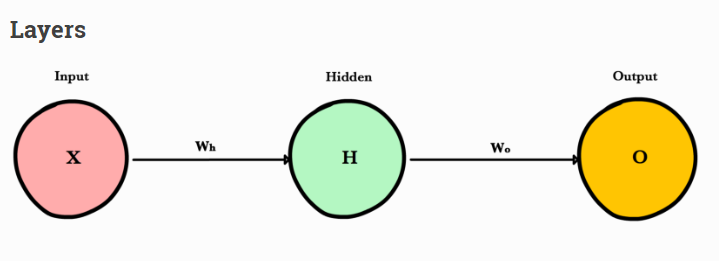 Layers
Input Hidden Output
X Wh H Wo O